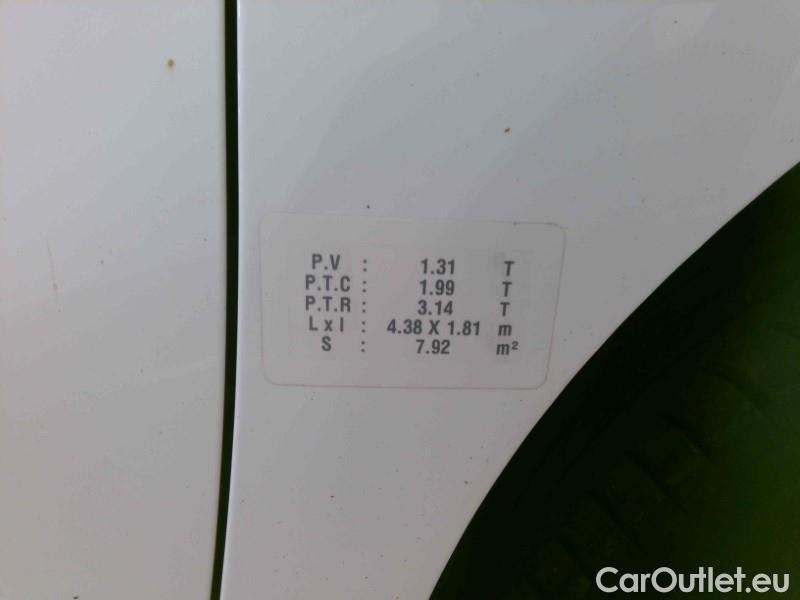 P.V : 1.31 T
P.T.C : 1.99 T
P.T.R : 3.14 T
L x l : 4.38 X 1.81 m
S : 7.92 m²
CarOutlet.eu